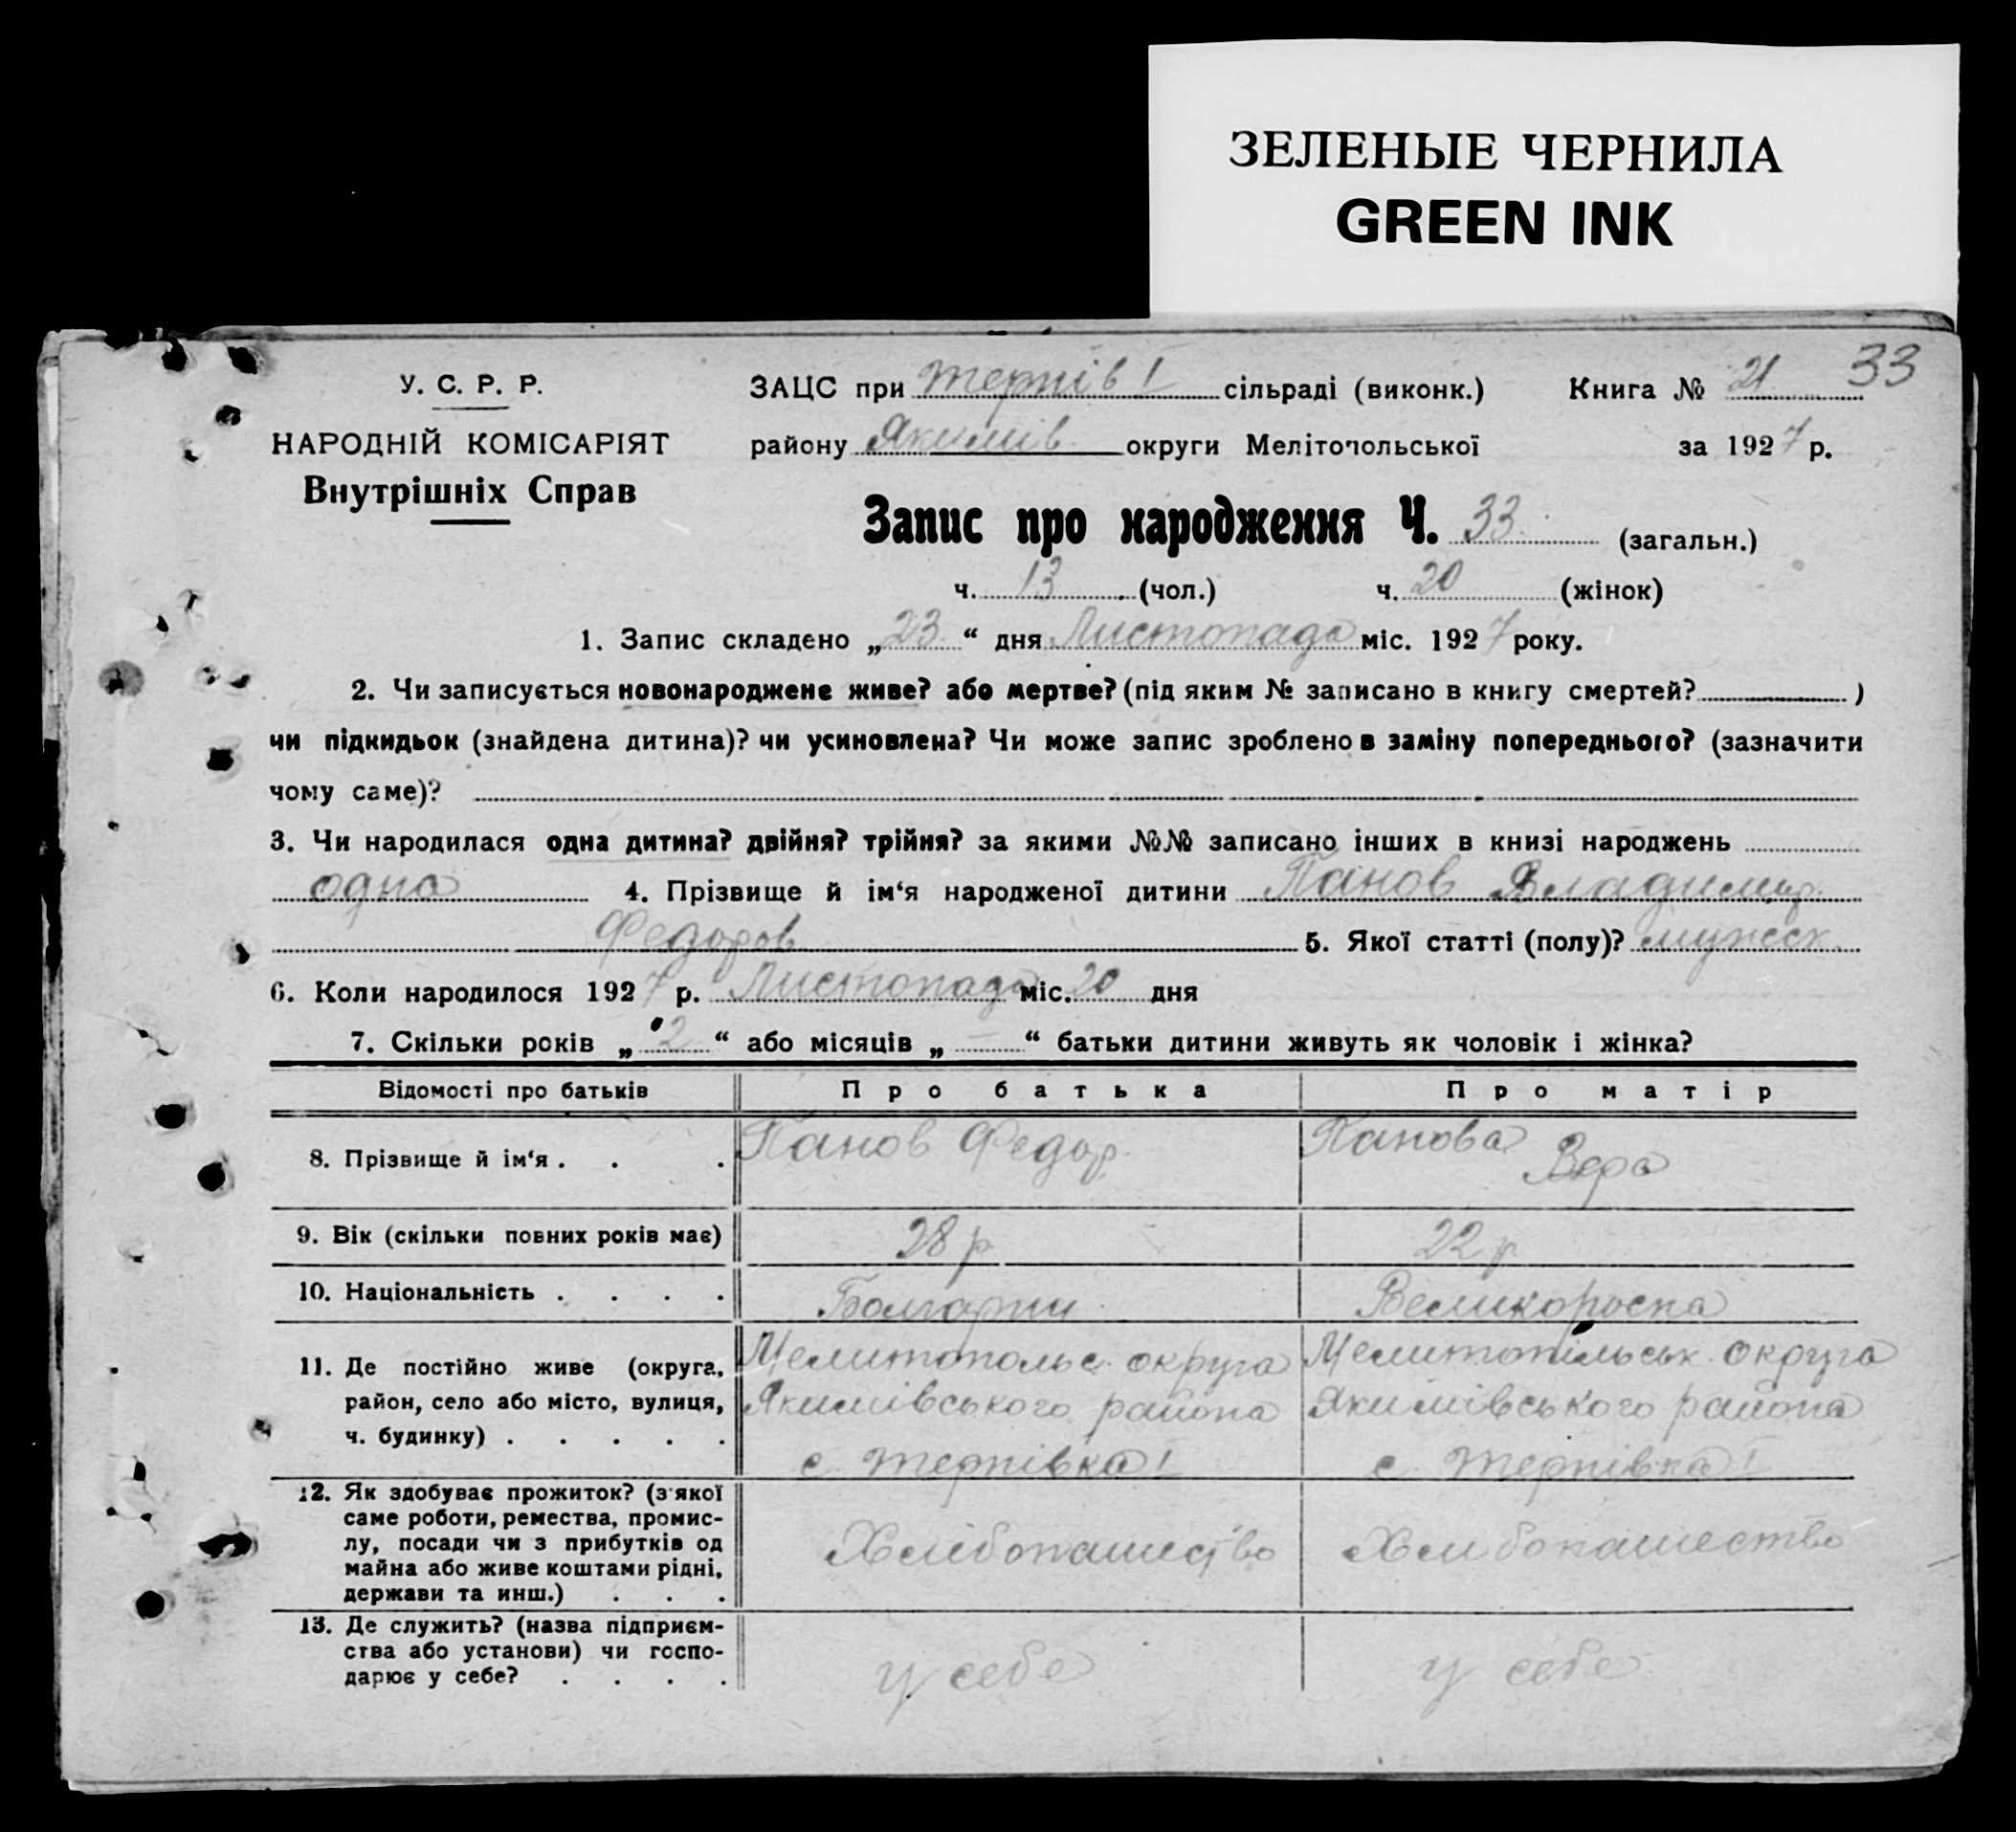 ЗЕЛЕНЫЕ ЧЕРНИЛА
GREEN INK
33
У. С. Р. Р.
НАРОДНІЙ КОМІСАРІЯТ
Внутрішніх Справ
ЗАЦС при Терпів I сільраді (виконк.) Книга № 21
району Якимів округи Мелітопольської за 1927 р.
Запис про народження Ч. 33 (загальн.)
ч. 13 (чол.) ч. 20 (жінок)
1. Запис складено „23“ дня Листопада міс. 1927 року.
2. Чи записується новонароджене живе? або мертве? (під яким № записано в книгу смертей? )
чи підкидьок (знайдена дитина)? чи усиновлена? Чи може запис зроблено в заміну попереднього? (зазначити
чому саме)?
3. Чи народилася одна дитина? двійня? трійня? за якими №№ записано інших в книзі народжень
одна 4. Прізвище й ім‘я народженої дитини Панов Владимир
Федоров 5. Якої статті (полу)? мужеск.
6. Коли народилося 1927 р. Листопада міс. 20 дня
7. Скільки років „2“ або місяців „—“ батьки дитини живуть як чоловік і жінка?
Відомості про батьків Про батька Про матір
8. Прізвище й ім‘я . . . Панов Федор Панова Вера
9. Вік (скільки повних років має) 28 р 22 р
10. Національність . . . . Болгарин Великороска
11. Де постійно живе (округа, Мелитопольс. округа Мелитопільськ. округа
район, село або місто, вулиця, Якимівського района Якимівського района
ч. будинку) . . . . . с. Терпівка I с. Терпівка I
12. Як здобуває прожиток? (з'якої
саме роботи, ремества, промис-
лу, посади чи з прибутків од Хлібопашество Хлибопашество
майна або живе коштами рідні,
держави та инш.) . . .
13. Де служить? (назва підприєм-
ства або установи) чи госпо- у себе у себе
дарює у себе? . . . .